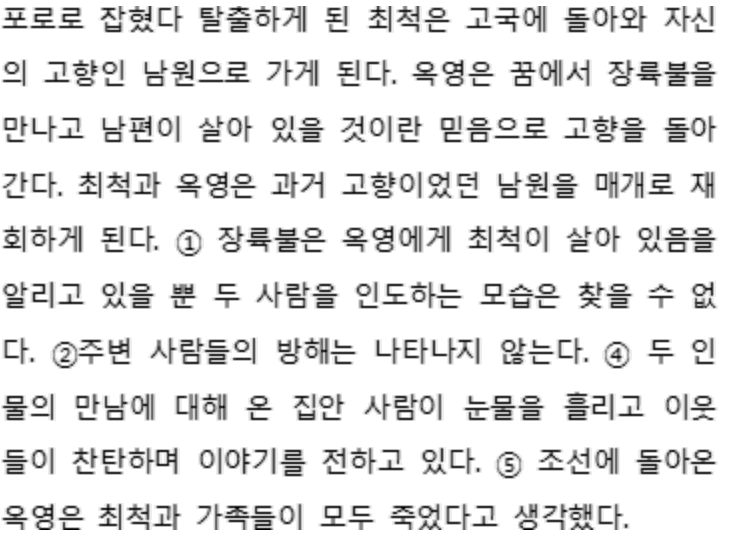 포로로 잡혔다 탈출하게 된 최척은 고국에 돌아와 자신
의 고향인 남원으로 가게 된다. 옥영은 꿈에서 장륙불을
만나고 남편이 살아 있을 것이란 믿음으로 고향을 돌아
간다. 최척과 옥영은 과거 고향이었던 남원을 매개로 재
회하게 된다. ① 장륙불은 옥영에게 최척이 살아 있음을
알리고 있을 뿐 두 사람을 인도하는 모습은 찾을 수 없
다. ②주변 사람들의 방해는 나타나지 않는다. ④ 두 인
물의 만남에 대해 온 집안 사람이 눈물을 흘리고 이웃
들이 찬탄하며 이야기를 전하고 있다. ⑤ 조선에 돌아온
옥영은 최척과 가족들이 모두 죽었다고 생각했다.